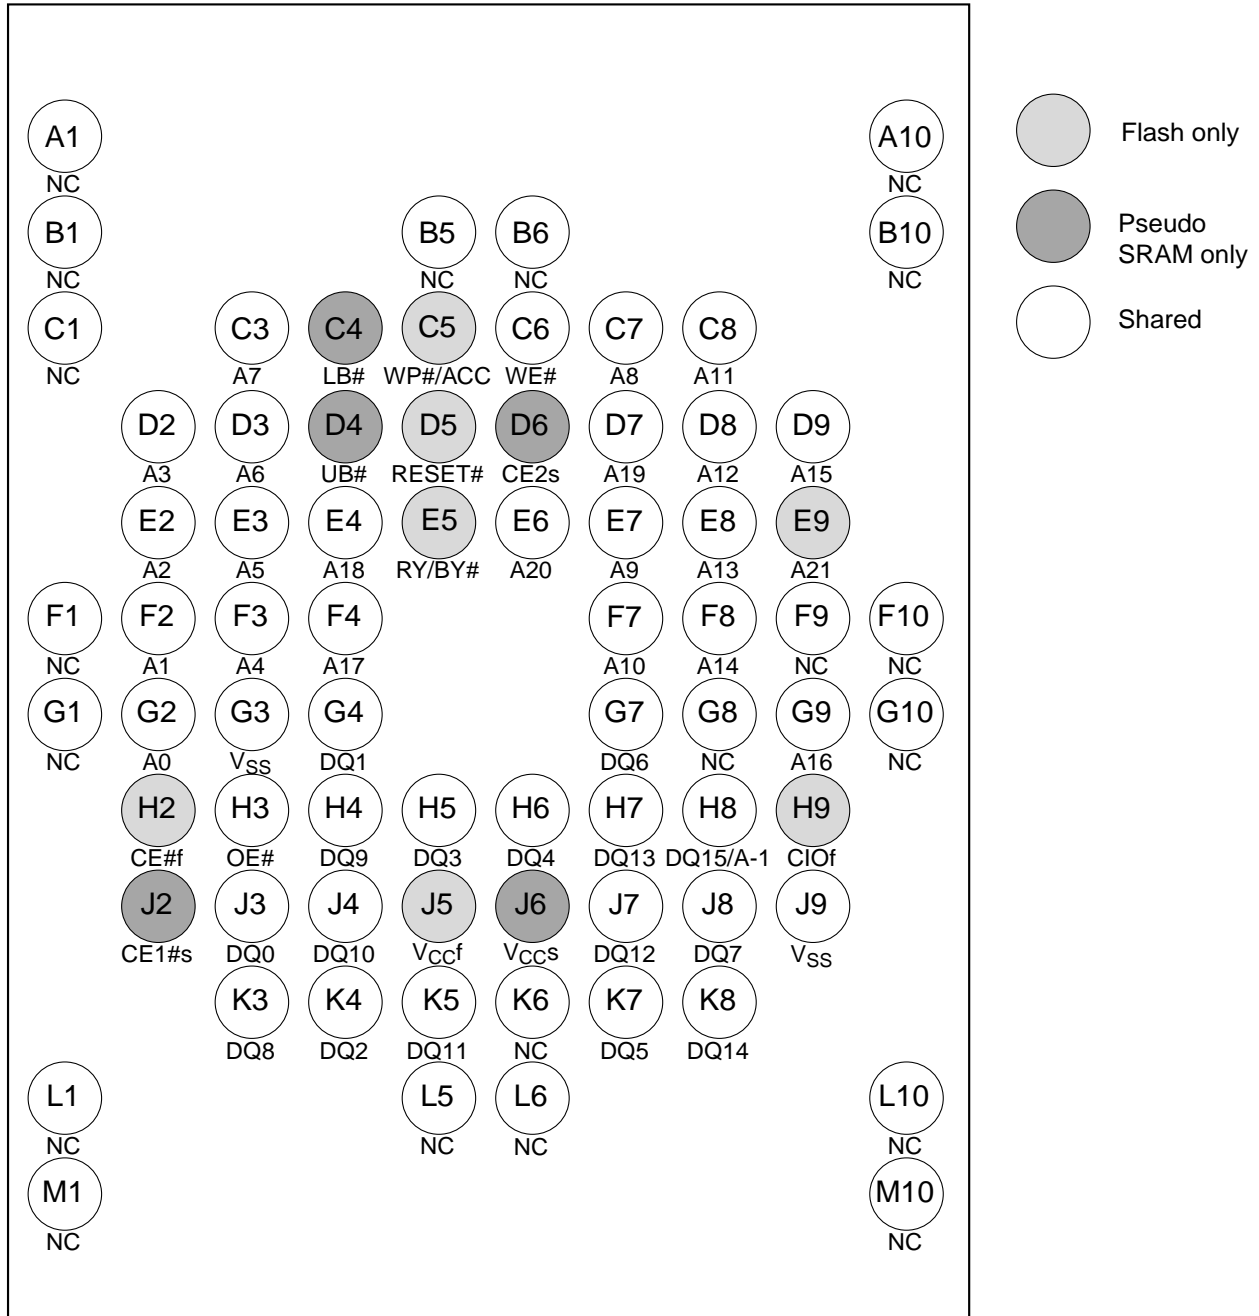 A1 A10 Flash only
NC NC
B1 B5 B6 B10 Pseudo
SRAM only
NC NC NC NC
C1 C3 C4 C5 C6 C7 C8 Shared
NC A7 LB# WP#/ACC WE# A8 A11
D2 D3 D4 D5 D6 D7 D8 D9
A3 A6 UB# RESET# CE2s A19 A12 A15
E2 E3 E4 E5 E6 E7 E8 E9
A2 A5 A18 RY/BY# A20 A9 A13 A21
F1 F2 F3 F4 F7 F8 F9 F10
NC A1 A4 A17 A10 A14 NC NC
G1 G2 G3 G4 G7 G8 G9 G10
NC A0 VSS DQ1 DQ6 NC A16 NC
H2 H3 H4 H5 H6 H7 H8 H9
CE#f OE# DQ9 DQ3 DQ4 DQ13 DQ15/A-1 CIOf
J2 J3 J4 J5 J6 J7 J8 J9
CE1#s DQ0 DQ10 VCCf VCCs DQ12 DQ7 VSS
K3 K4 K5 K6 K7 K8
DQ8 DQ2 DQ11 NC DQ5 DQ14
L1 L5 L6 L10
NC NC NC NC
M1 M10
NC NC